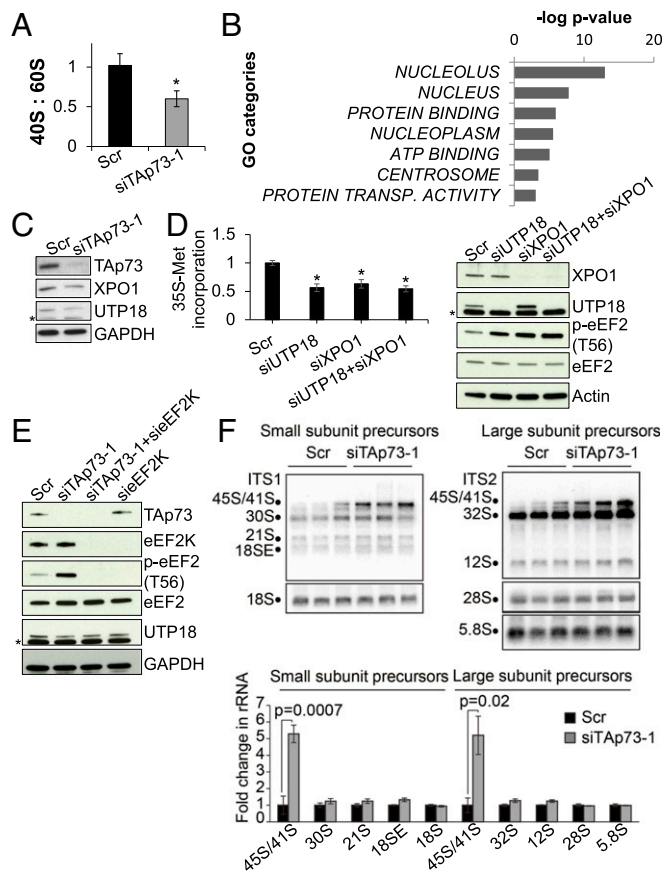 A
40S : 60S
1
0.5
0
*
Scr
siTAp73-1
B
-log p-value
0 10 20
GO categories
NUCLEOLUS
NUCLEUS
PROTEIN BINDING
NUCLEOPLASM
ATP BINDING
CENTROSOME
PROTEIN TRANSP. ACTIVITY
C
Scr
siTAp73-1
TAp73
XPO1
UTP18
*
GAPDH
D
35S-Met
incorporation
1.5
1
0.5
0
* * *
Scr
siUTP18
siXPO1
siUTP18+siXPO1
Scr
siUTP18
siXPO1
siUTP18+siXPO1
XPO1
UTP18
*
p-eEF2
(T56)
eEF2
Actin
E
Scr
siTAp73-1
siTAp73-1+sieEF2K
sieEF2K
TAp73
eEF2K
p-eEF2
(T56)
eEF2
UTP18
*
GAPDH
F
Small subunit precursors
Scr siTAp73-1
ITS1
45S/41S
30S
21S
18SE
18S
Large subunit precursors
Scr siTAp73-1
ITS2
45S/41S
32S
12S
28S
5.8S
Small subunit precursors Large subunit precursors
Fold change in rRNA
7
6
5
4
3
2
1
0
p=0.0007
p=0.02
Scr
siTAp73-1
45S/41S
30S
21S
18SE
18S
45S/41S
32S
12S
28S
5.8S